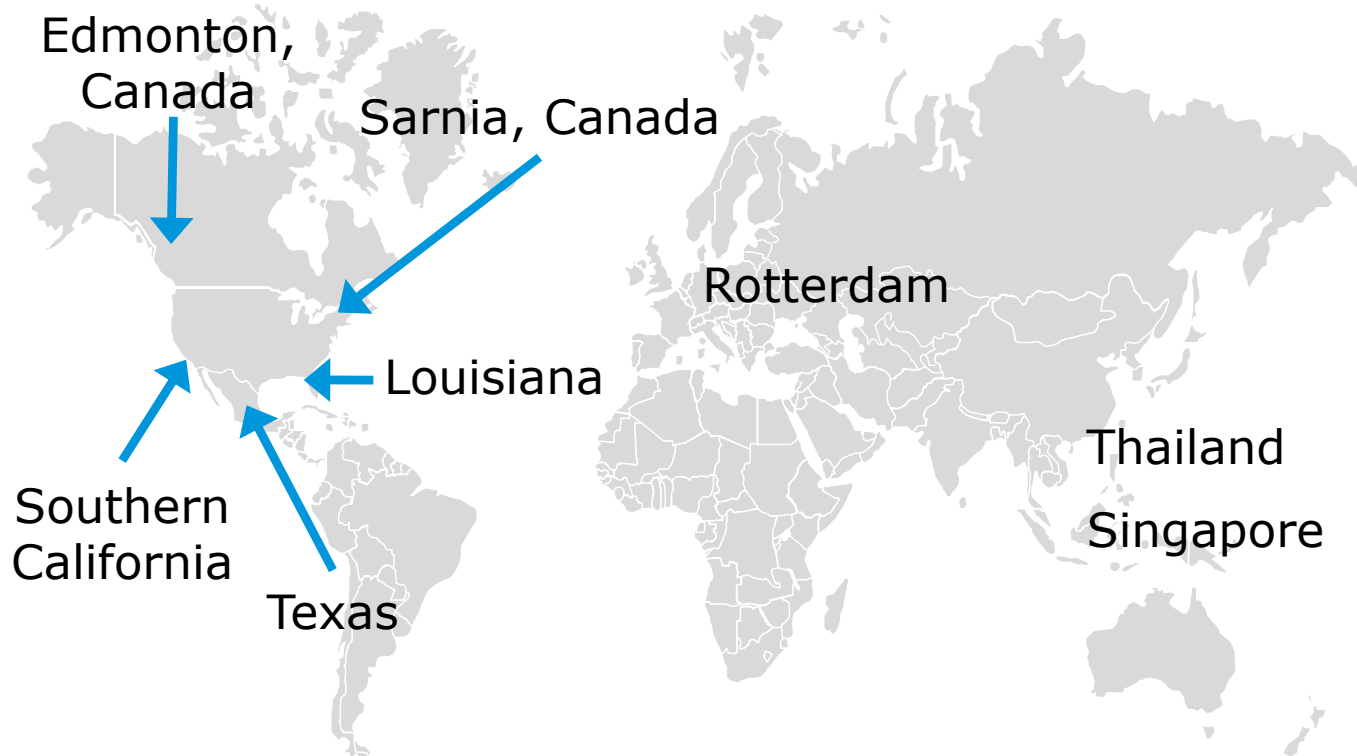 Edmonton,
Canada
Sarnia, Canada
Rotterdam
Louisiana
Thailand
Southern
California
Singapore
Texas